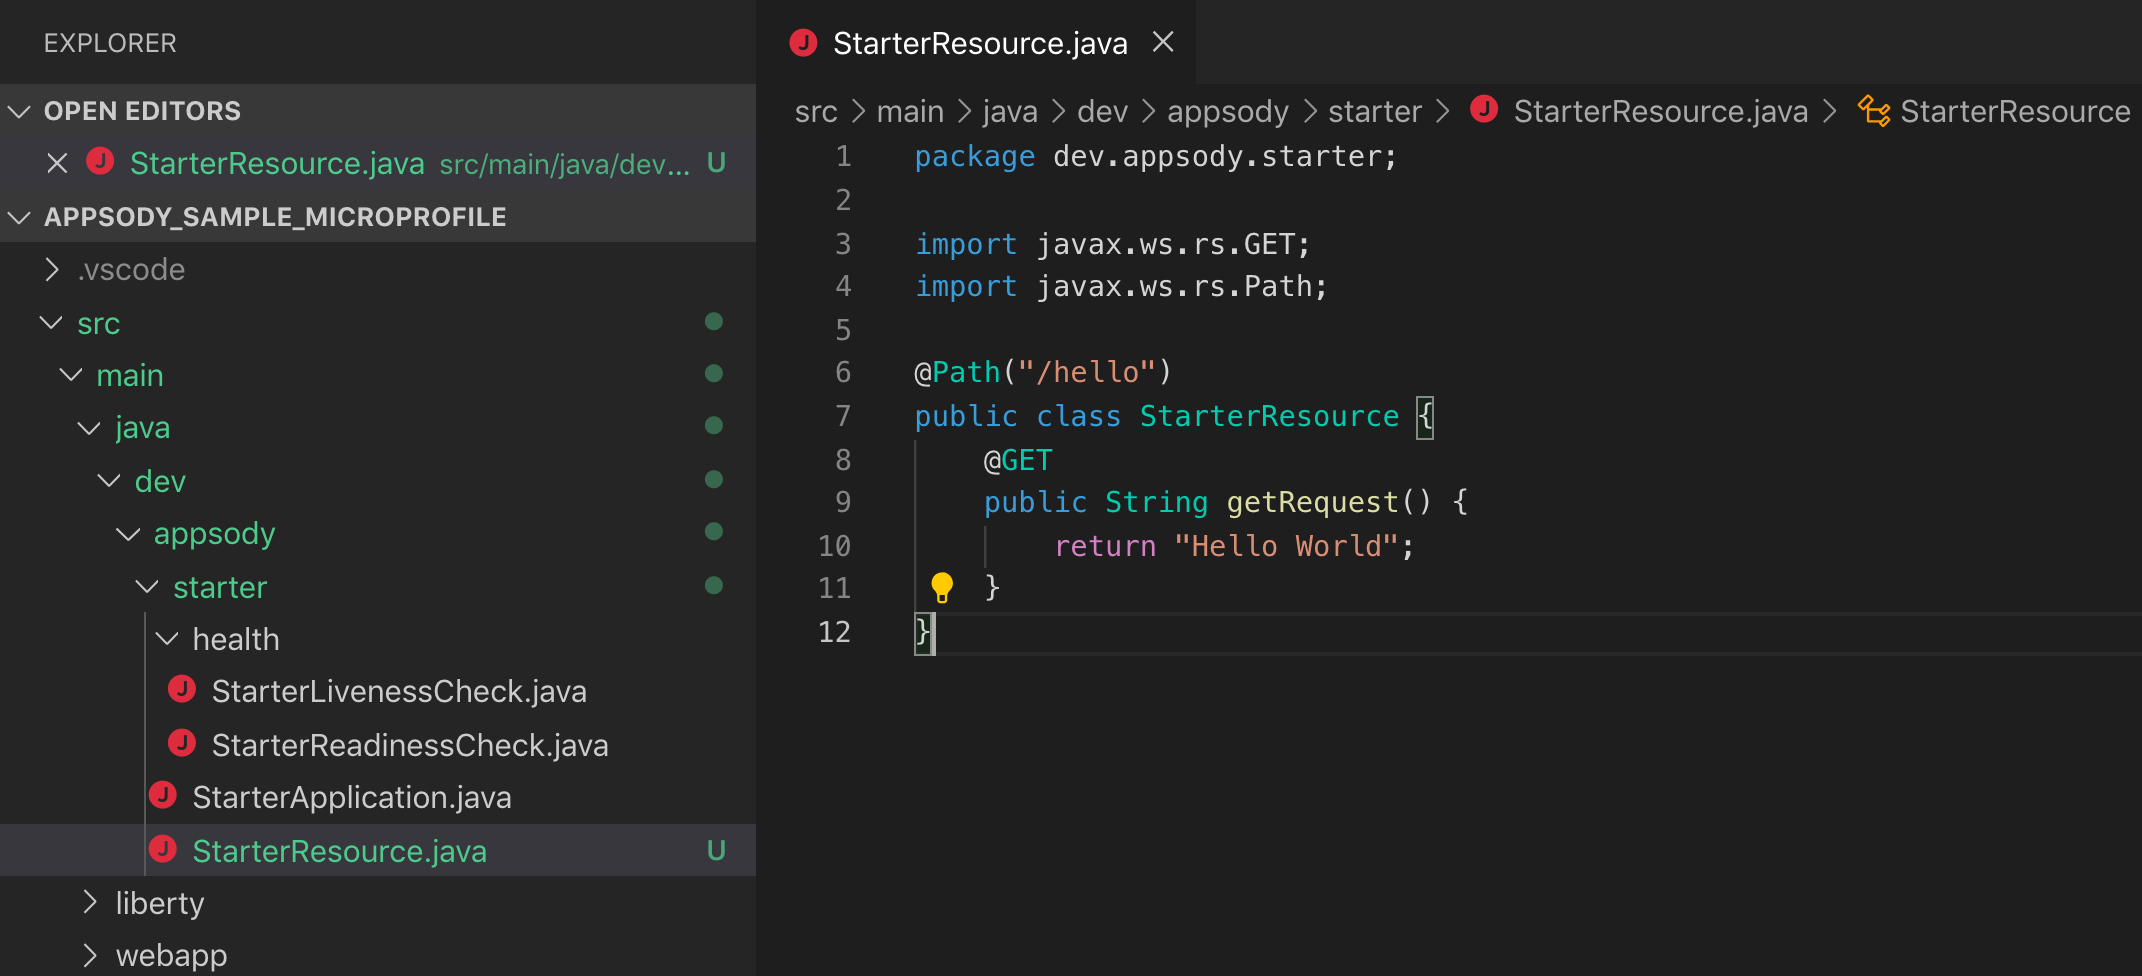 EXPLORER
OPEN EDITORS
StarterResource.java src/main/java/dev... U
APPSODY_SAMPLE_MICROPROFILE
.vscode
src
main
java
dev
appsody
starter
health
StarterLivenessCheck.java
StarterReadinessCheck.java
StarterApplication.java
StarterResource.java U
liberty
webapp
StarterResource.java
src > main > java > dev > appsody > starter > StarterResource.java > StarterResource
1 package dev.appsody.starter;
2
3 import javax.ws.rs.GET;
4 import javax.ws.rs.Path;
5
6 @Path("/hello")
7 public class StarterResource {
8 @GET
9 public String getRequest() {
10 return "Hello World";
11 }
12 }